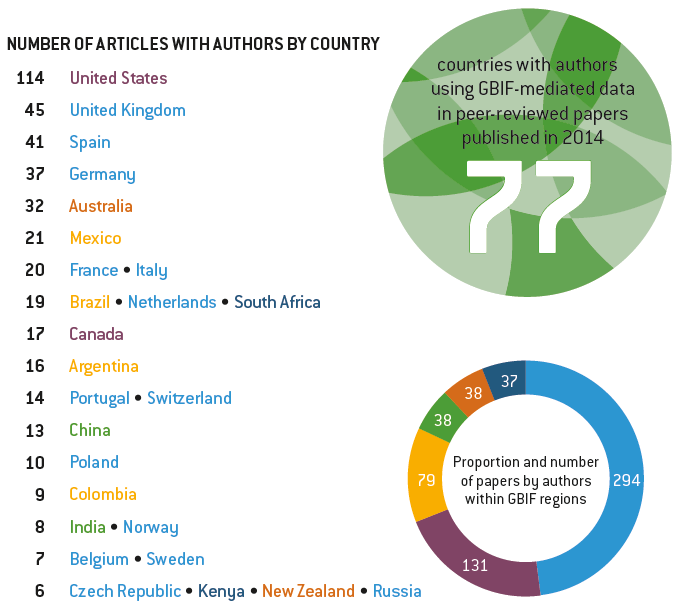 NUMBER OF ARTICLES WITH AUTHORS BY COUNTRY
114 United States
45 United Kingdom
41 Spain
37 Germany
32 Australia
21 Mexico
20 France • Italy
19 Brazil • Netherlands • South Africa
17 Canada
16 Argentina
14 Portugal • Switzerland
13 China
10 Poland
9 Colombia
8 India • Norway
7 Belgium • Sweden
6 Czech Republic • Kenya • New Zealand • Russia
countries with authors
using GBIF-mediated data
in peer-reviewed papers
published in 2014
77
37
38
38
79
131
294
Proportion and number
of papers by authors
within GBIF regions